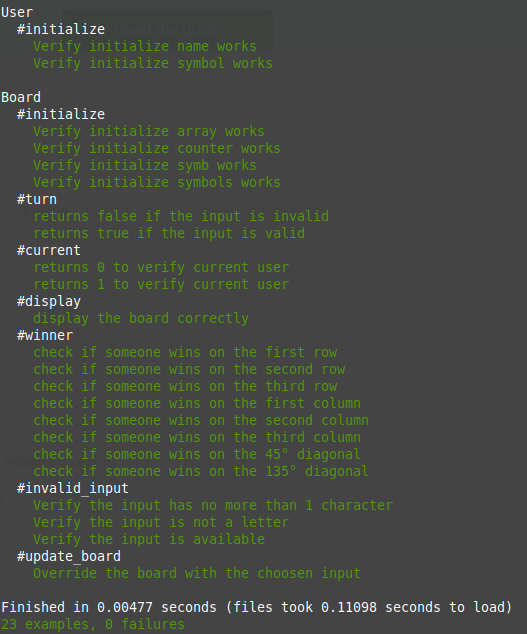 User
#initialize
Verify initialize name works
Verify initialize symbol works
Board
#initialize
Verify initialize array works
Verify initialize counter works
Verify initialize symb works
Verify initialize symbols works
#turn
returns false if the input is invalid
returns true if the input is valid
#current
returns 0 to verify current user
returns 1 to verify current user
#display
display the board correctly
#winner
check if someone wins on the first row
check if someone wins on the second row
check if someone wins on the third row
check if someone wins on the first column
check if someone wins on the second column
check if someone wins on the third column
check if someone wins on the 45° diagonal
check if someone wins on the 135° diagonal
#invalid_input
Verify the input has no more than 1 character
Verify the input is not a letter
Verify the input is available
#update_board
Override the board with the choosen input
Finished in 0.00477 seconds (files took 0.11098 seconds to load)
23 examples, 0 failures